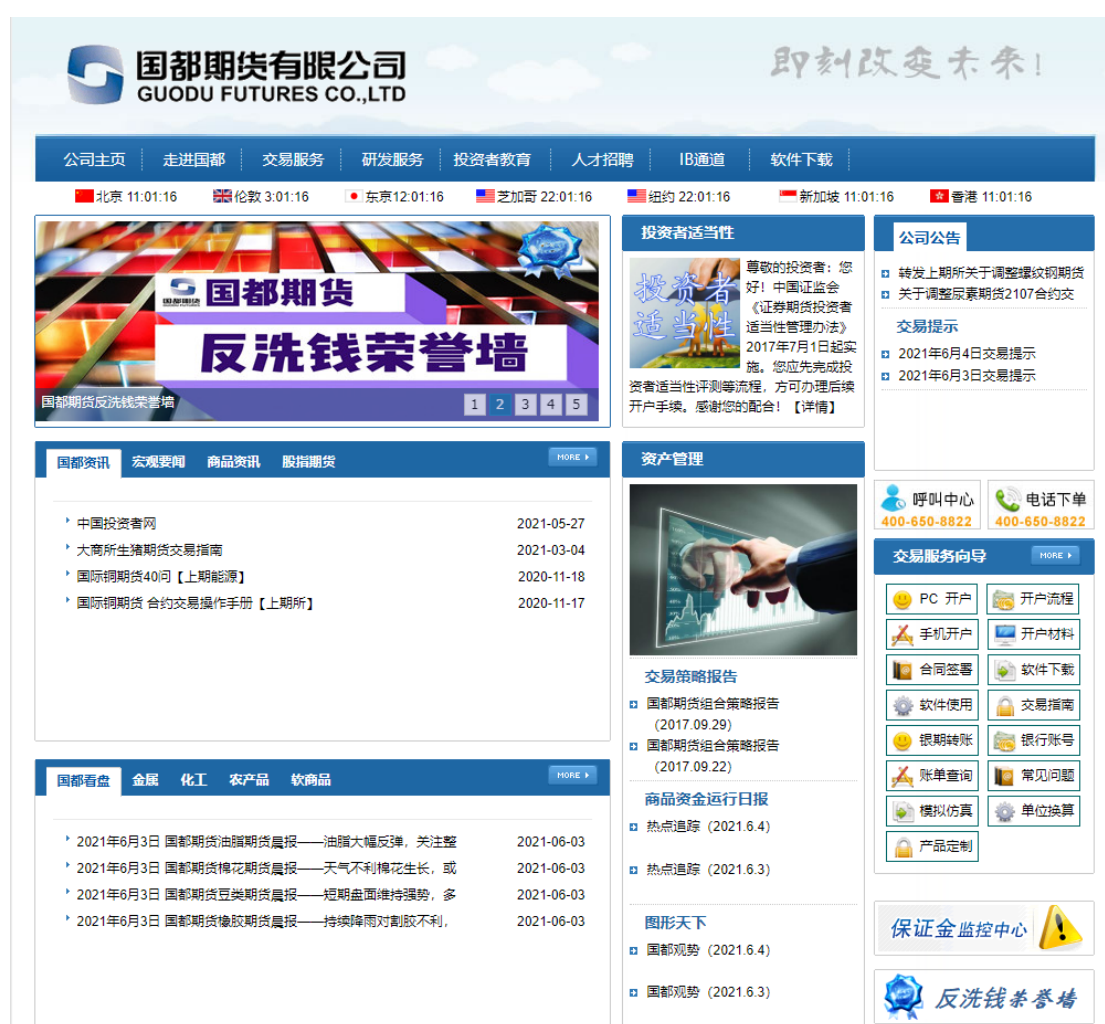 国都期货有限公司
GUODU FUTURES CO.,LTD
即刻改变未来!
公司主页 走进国都 交易服务 研发服务 投资者教育 人才招聘 IB通道 软件下载
北京 11:01:16 伦敦 3:01:16 东京12:01:16 芝加哥 22:01:16 纽约 22:01:16 新加坡 11:01:16 香港 11:01:16
国都期货
国都期货
反洗钱荣誉墙
国都期货反洗钱荣誉墙
1 2 3 4 5
投资者适当性
投资者
适当性
尊敬的投资者：您
好！中国证监会
《证券期货投资者
适当性管理办法》
2017年7月1日起实
施。您应先完成投
资者适当性评测等流程，方可办理后续
开户手续。感谢您的配合！【详情】
公司公告
转发上期所关于调整螺纹钢期货
关于调整尿素期货2107合约交
交易提示
2021年6月4日交易提示
2021年6月3日交易提示
国都资讯 宏观要闻 商品资讯 股指期货 MORE
中国投资者网 2021-05-27
大商所生猪期货交易指南 2021-03-04
国际铜期货40问【上期能源】 2020-11-18
国际铜期货 合约交易操作手册【上期所】 2020-11-17
国都看盘 金属 化工 农产品 软商品 MORE
2021年6月3日 国都期货油脂期货晨报——油脂大幅反弹，关注整 2021-06-03
2021年6月3日 国都期货棉花期货晨报——天气不利棉花生长，或 2021-06-03
2021年6月3日 国都期货豆类期货晨报——短期盘面维持强势，多 2021-06-03
2021年6月3日 国都期货橡胶期货晨报——持续降雨对割胶不利， 2021-06-03
资产管理
交易策略报告
国都期货组合策略报告
（2017.09.29）
国都期货组合策略报告
（2017.09.22）
商品资金运行日报
热点追踪（2021.6.4）
热点追踪（2021.6.3）
图形天下
国都观势（2021.6.4）
国都观势（2021.6.3）
呼叫中心 电话下单
400-650-8822 400-650-8822
交易服务向导 MORE
PC 开户 开户流程
手机开户 开户材料
合同签署 软件下载
软件使用 交易指南
银期转账 银行账号
账单查询 常见问题
模拟仿真 单位换算
产品定制
保证金监控中心
反洗钱荣誉墙